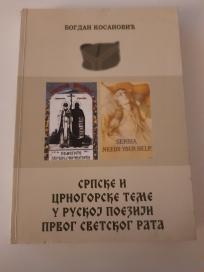 БОГДАН КОСАНОВИЋ
SERBIA
NEEDS YOUR HELP
СРПСКЕ И
ЦРНОГОРСКЕ ТЕМЕ
У РУСКОЈ ПОЕЗИЈИ
ПРВОГ СВЕТСКОГ РАТА